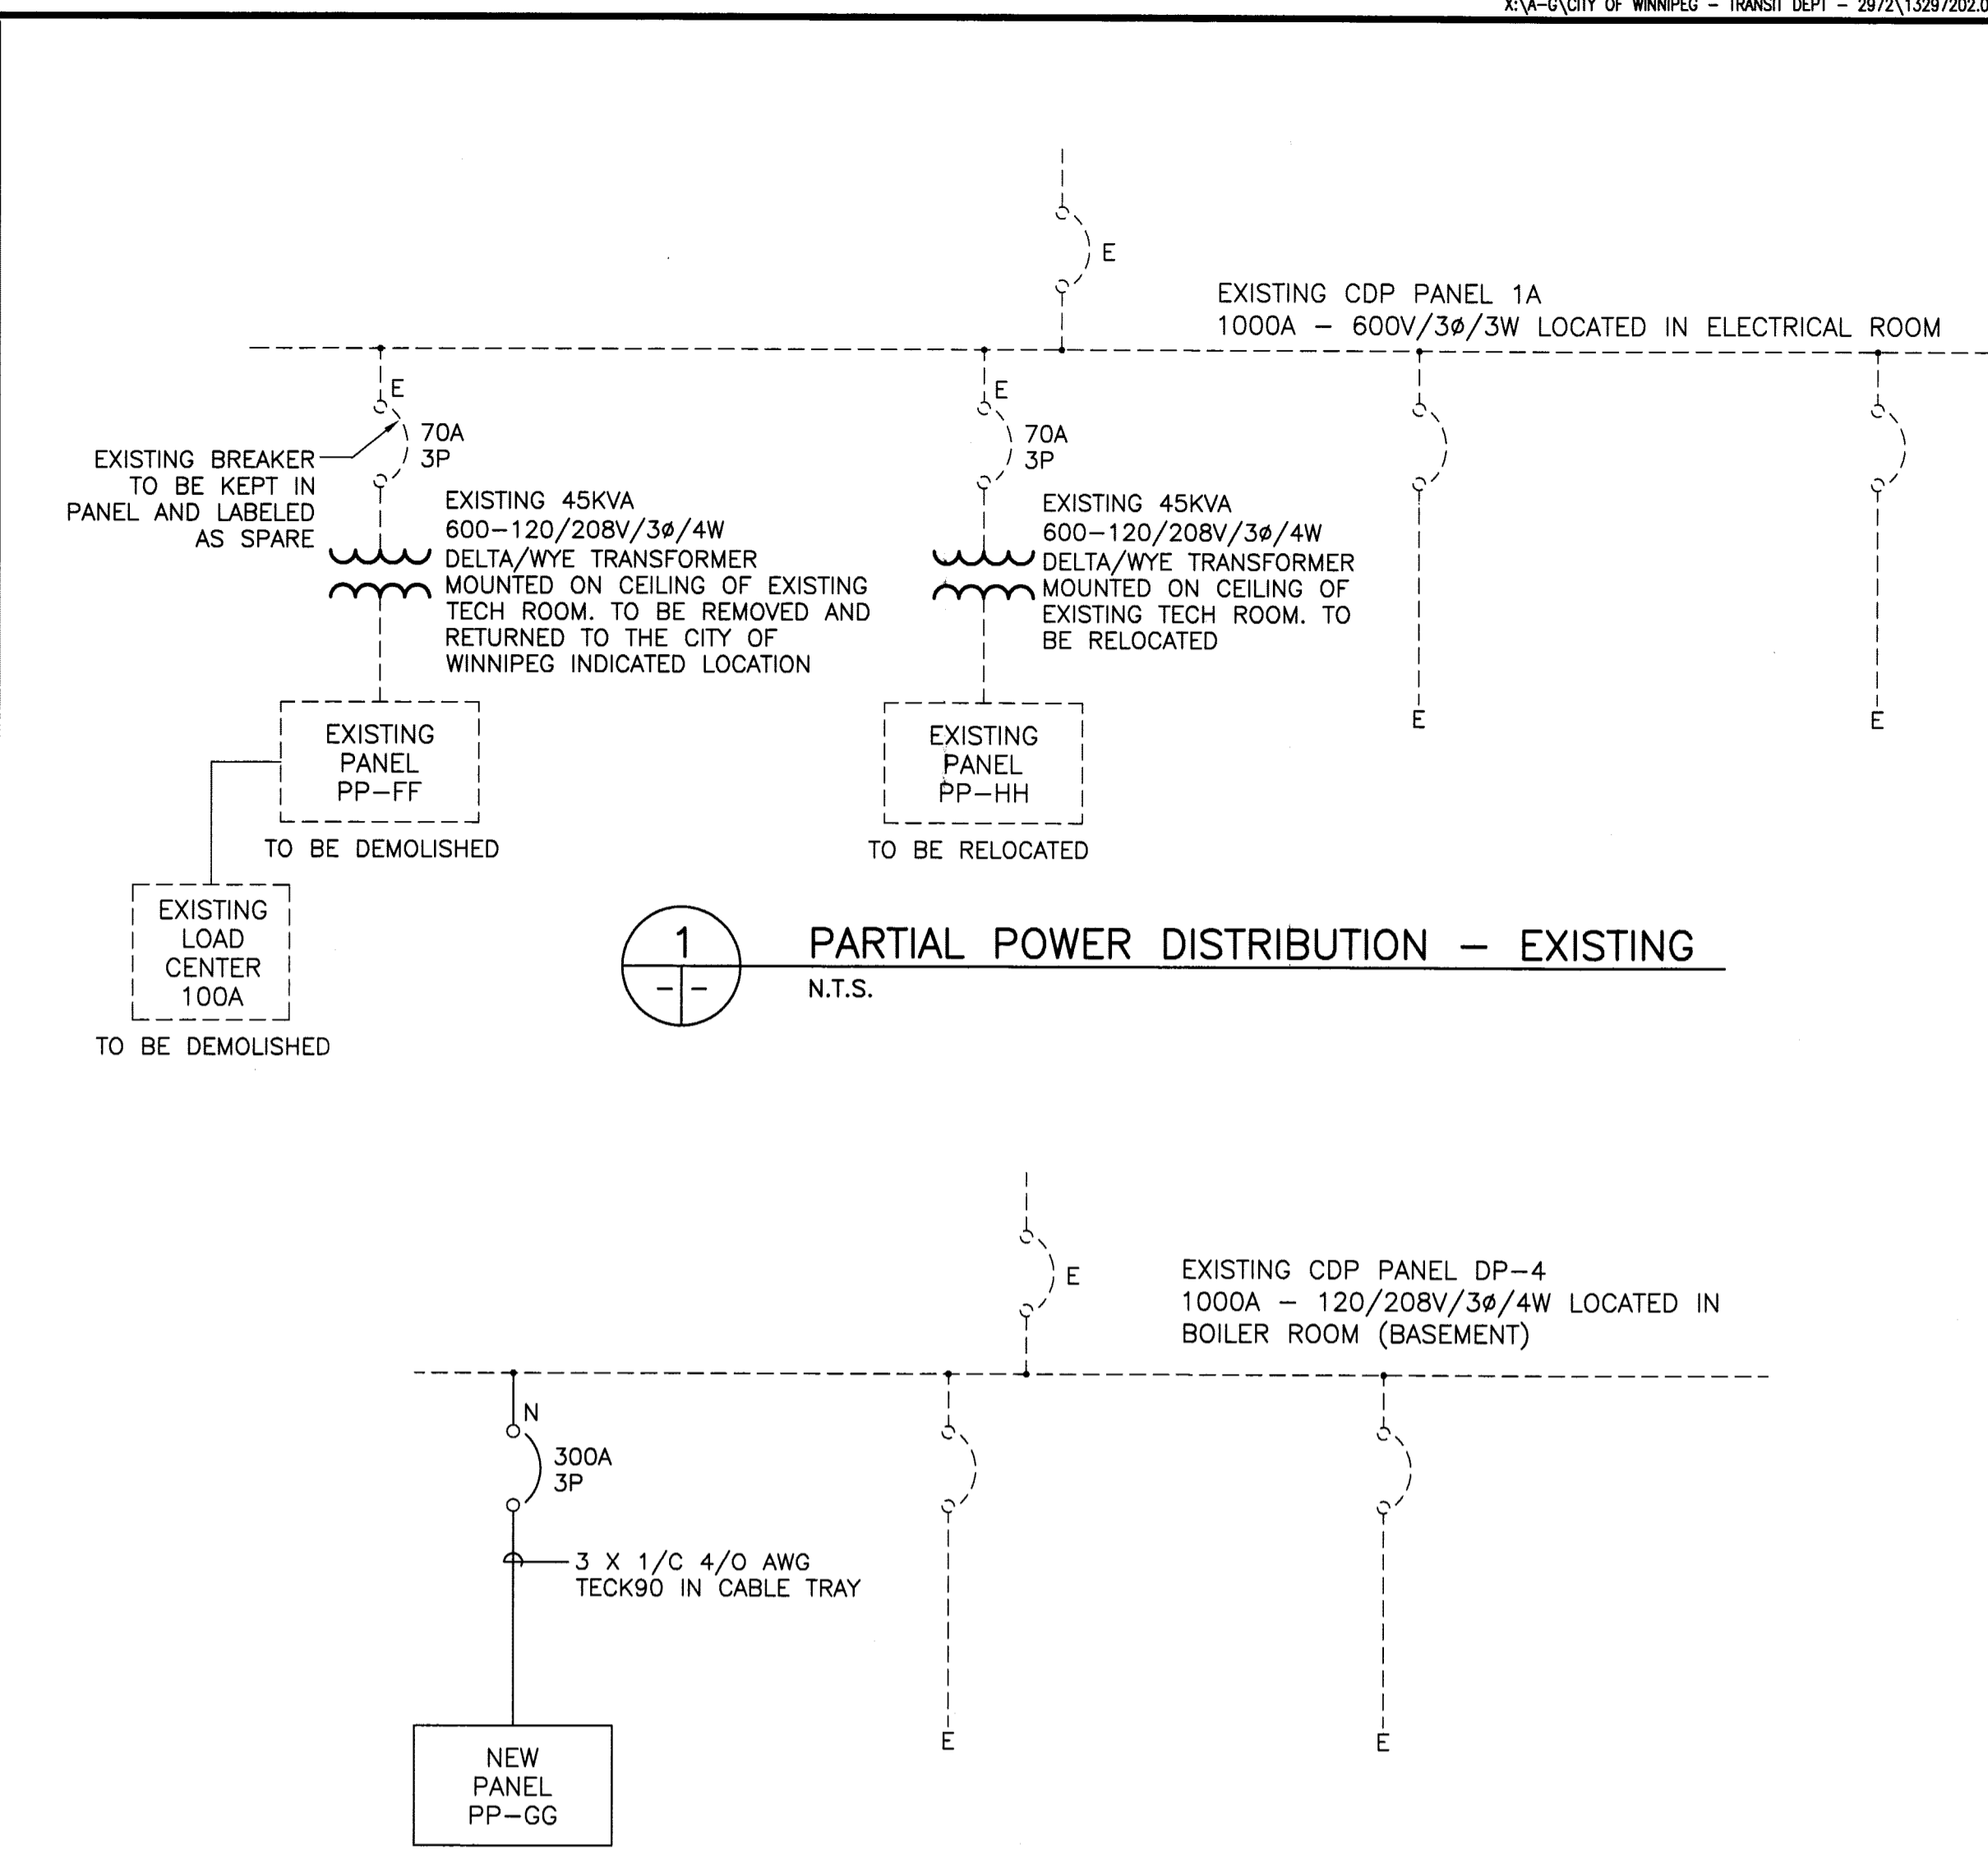 X:\A-G\CITY OF WINNIPEG - TRANSIT DEPT - 2972\13297202.0
E
EXISTING CDP PANEL 1A
1000A - 600V/3ø/3W LOCATED IN ELECTRICAL ROOM
E
70A
3P
EXISTING BREAKER
TO BE KEPT IN
PANEL AND LABELED
AS SPARE
EXISTING 45KVA
600-120/208V/3ø/4W
DELTA/WYE TRANSFORMER
MOUNTED ON CEILING OF EXISTING
TECH ROOM. TO BE REMOVED AND
RETURNED TO THE CITY OF
WINNIPEG INDICATED LOCATION
E
70A
3P
EXISTING 45KVA
600-120/208V/3ø/4W
DELTA/WYE TRANSFORMER
MOUNTED ON CEILING OF
EXISTING TECH ROOM. TO
BE RELOCATED
E
E
EXISTING
PANEL
PP-FF
TO BE DEMOLISHED
EXISTING
PANEL
PP-HH
TO BE RELOCATED
EXISTING
LOAD
CENTER
100A
TO BE DEMOLISHED
1
- -
PARTIAL POWER DISTRIBUTION - EXISTING
N.T.S.
E
EXISTING CDP PANEL DP-4
1000A - 120/208V/3ø/4W LOCATED IN
BOILER ROOM (BASEMENT)
N
300A
3P
3 X 1/C 4/0 AWG
TECK90 IN CABLE TRAY
E
E
NEW
PANEL
PP-GG